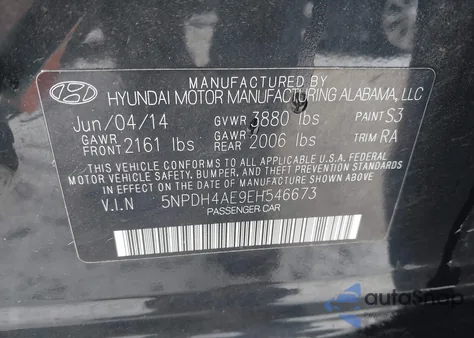 MANUFACTURED BY
HYUNDAI MOTOR MANUFACTURING ALABAMA, LLC
Jun/04/14 GVWR 3880 lbs PAINT S3
GAWR FRONT 2161 lbs GAWR REAR 2006 lbs TRIM RA
THIS VEHICLE CONFORMS TO ALL APPLICABLE U.S.A. FEDERAL
MOTOR VEHICLE SAFETY, BUMPER, AND THEFT PREVENTION STANDARDS
IN EFFECT ON THE DATE OF MANUFACTURE SHOWN ABOVE.
V.I.N 5NPDH4AE9EH546673
PASSENGER CAR
autoScop